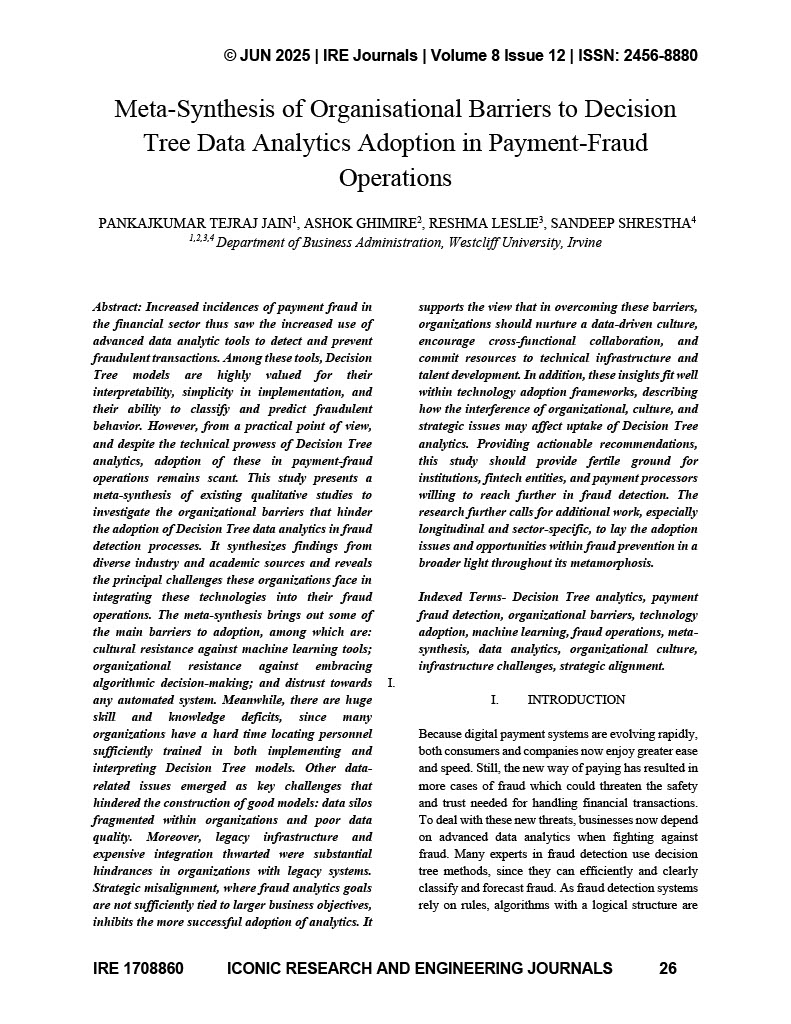 © JUN 2025 | IRE Journals | Volume 8 Issue 12 | ISSN: 2456-8880
Meta-Synthesis of Organisational Barriers to Decision
Tree Data Analytics Adoption in Payment-Fraud
Operations
PANKAJKUMAR TEJRAJ JAIN1, ASHOK GHIMIRE2, RESHMA LESLIE3, SANDEEP SHRESTHA4
1,2,3,4 Department of Business Administration, Westcliff University, Irvine
Abstract: Increased incidences of payment fraud in
the financial sector thus saw the increased use of
advanced data analytic tools to detect and prevent
fraudulent transactions. Among these tools, Decision
Tree models are highly valued for their
interpretability, simplicity in implementation, and
their ability to classify and predict fraudulent
behavior. However, from a practical point of view,
and despite the technical prowess of Decision Tree
analytics, adoption of these in payment-fraud
operations remains scant. This study presents a
meta-synthesis of existing qualitative studies to
investigate the organizational barriers that hinder
the adoption of Decision Tree data analytics in fraud
detection processes. It synthesizes findings from
diverse industry and academic sources and reveals
the principal challenges these organizations face in
integrating these technologies into their fraud
operations. The meta-synthesis brings out some of
the main barriers to adoption, among which are:
cultural resistance against machine learning tools;
organizational resistance against embracing
algorithmic decision-making; and distrust towards
any automated system. Meanwhile, there are huge
skill and knowledge deficits, since many
organizations have a hard time locating personnel
sufficiently trained in both implementing and
interpreting Decision Tree models. Other data-
related issues emerged as key challenges that
hindered the construction of good models: data silos
fragmented within organizations and poor data
quality. Moreover, legacy infrastructure and
expensive integration thwarted were substantial
hindrances in organizations with legacy systems.
Strategic misalignment, where fraud analytics goals
are not sufficiently tied to larger business objectives,
inhibits the more successful adoption of analytics. It
supports the view that in overcoming these barriers,
organizations should nurture a data-driven culture,
encourage cross-functional collaboration, and
commit resources to technical infrastructure and
talent development. In addition, these insights fit well
within technology adoption frameworks, describing
how the interference of organizational, culture, and
strategic issues may affect uptake of Decision Tree
analytics. Providing actionable recommendations,
this study should provide fertile ground for
institutions, fintech entities, and payment processors
willing to reach further in fraud detection. The
research further calls for additional work, especially
longitudinal and sector-specific, to lay the adoption
issues and opportunities within fraud prevention in a
broader light throughout its metamorphosis.
Indexed Terms- Decision Tree analytics, payment
fraud detection, organizational barriers, technology
adoption, machine learning, fraud operations, meta-
synthesis, data analytics, organizational culture,
infrastructure challenges, strategic alignment.
I.
I. INTRODUCTION
Because digital payment systems are evolving rapidly,
both consumers and companies now enjoy greater ease
and speed. Still, the new way of paying has resulted in
more cases of fraud which could threaten the safety
and trust needed for handling financial transactions.
To deal with these new threats, businesses now depend
on advanced data analytics when fighting against
fraud. Many experts in fraud detection use decision
tree methods, since they can efficiently and clearly
classify and forecast fraud. As fraud detection systems
rely on rules, algorithms with a logical structure are
IRE 1708860 ICONIC RESEARCH AND ENGINEERING JOURNALS 26